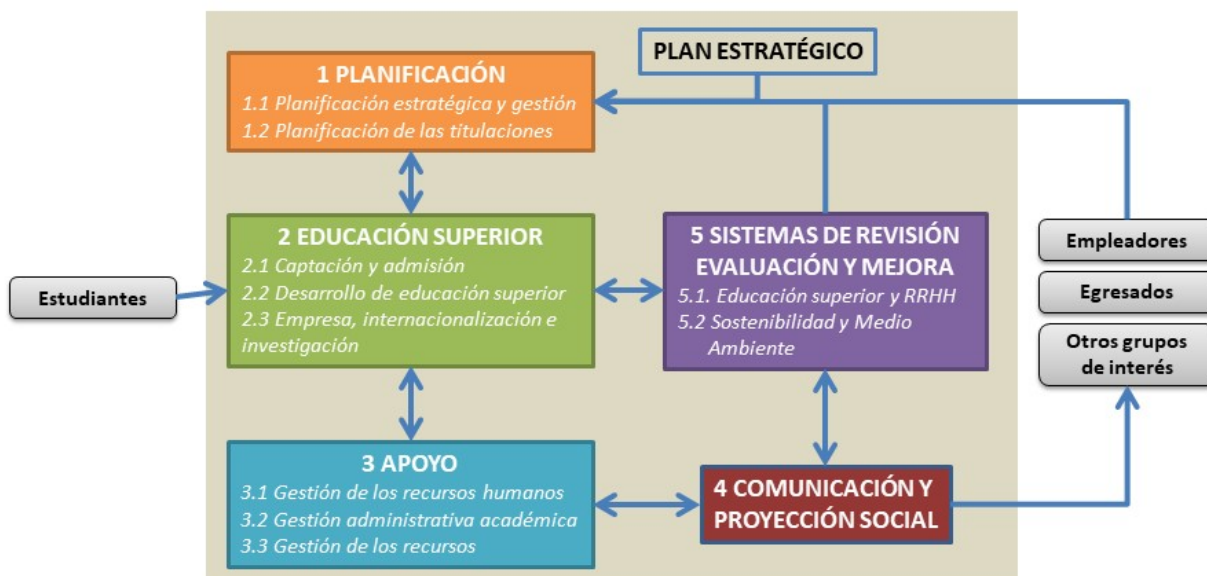 PLAN ESTRATÉGICO
1 PLANIFICACIÓN
1.1 Planificación estratégica y gestión
1.2 Planificación de las titulaciones
2 EDUCACIÓN SUPERIOR
2.1 Captación y admisión
2.2 Desarrollo de educación superior
2.3 Empresa, internacionalización e
investigación
5 SISTEMAS DE REVISIÓN
EVALUACIÓN Y MEJORA
5.1. Educación superior y RRHH
5.2 Sostenibilidad y Medio
Ambiente
Estudiantes
Empleadores
Egresados
Otros grupos
de interés
3 APOYO
3.1 Gestión de los recursos humanos
3.2 Gestión administrativa académica
3.3 Gestión de los recursos
4 COMUNICACIÓN Y
PROYECCIÓN SOCIAL